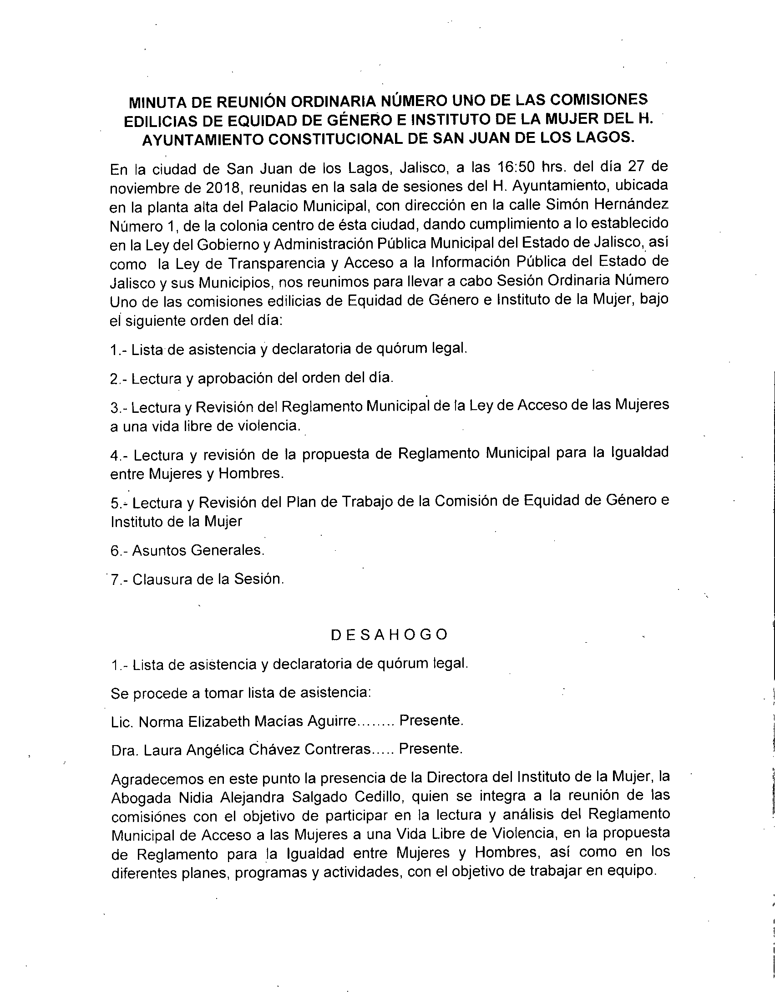 MINUTA DE REUNIÓN ORDINARIA NÚMERO UNO DE LAS COMISIONES
EDILICIAS DE EQUIDAD DE GÉNERO E INSTITUTO DE LA MUJER DEL H.
AYUNTAMIENTO CONSTITUCIONAL DE SAN JUAN DE LOS LAGOS.
En la ciudad de San Juan de los Lagos, Jalisco, a las 16:50 hrs. del día 27 de
noviembre de 2018, reunidas en la sala de sesiones del H. Ayuntamiento, ubicada
en la planta alta del Palacio Municipal, con dirección en la calle Simón Hernández
Número 1, de la colonia centro de ésta ciudad, dando cumplimiento a lo establecido
en la Ley del Gobierno y Administración Pública Municipal del Estado de Jalisco, así
como la Ley de Transparencia y Acceso a la Información Pública del Estado de
Jalisco y sus Municipios, nos reunimos para llevar a cabo Sesión Ordinaria Número
Uno de las comisiones edilicias de Equidad de Género e Instituto de la Mujer, bajo
el siguiente orden del día:
1.- Lista de asistencia y declaratoria de quórum legal.
2.- Lectura y aprobación del orden del día.
3.- Lectura y Revisión del Reglamento Municipal de la Ley de Acceso de las Mujeres
a una vida libre de violencia.
4.- Lectura y revisión de la propuesta de Reglamento Municipal para la Igualdad
entre Mujeres y Hombres.
5.- Lectura y Revisión del Plan de Trabajo de la Comisión de Equidad de Género e
Instituto de la Mujer
6.- Asuntos Generales.
7.- Clausura de la Sesión.
D E S A H O G O
1.- Lista de asistencia y declaratoria de quórum legal.
Se procede a tomar lista de asistencia:
Lic. Norma Elizabeth Macías Aguirre........ Presente.
Dra. Laura Angélica Chávez Contreras..... Presente.
Agradecemos en este punto la presencia de la Directora del Instituto de la Mujer, la
Abogada Nidia Alejandra Salgado Cedillo, quien se integra a la reunión de las
comisiónes con el objetivo de participar en la lectura y análisis del Reglamento
Municipal de Acceso a las Mujeres a una Vida Libre de Violencia, en la propuesta
de Reglamento para la Igualdad entre Mujeres y Hombres, así como en los
diferentes planes, programas y actividades, con el objetivo de trabajar en equipo.